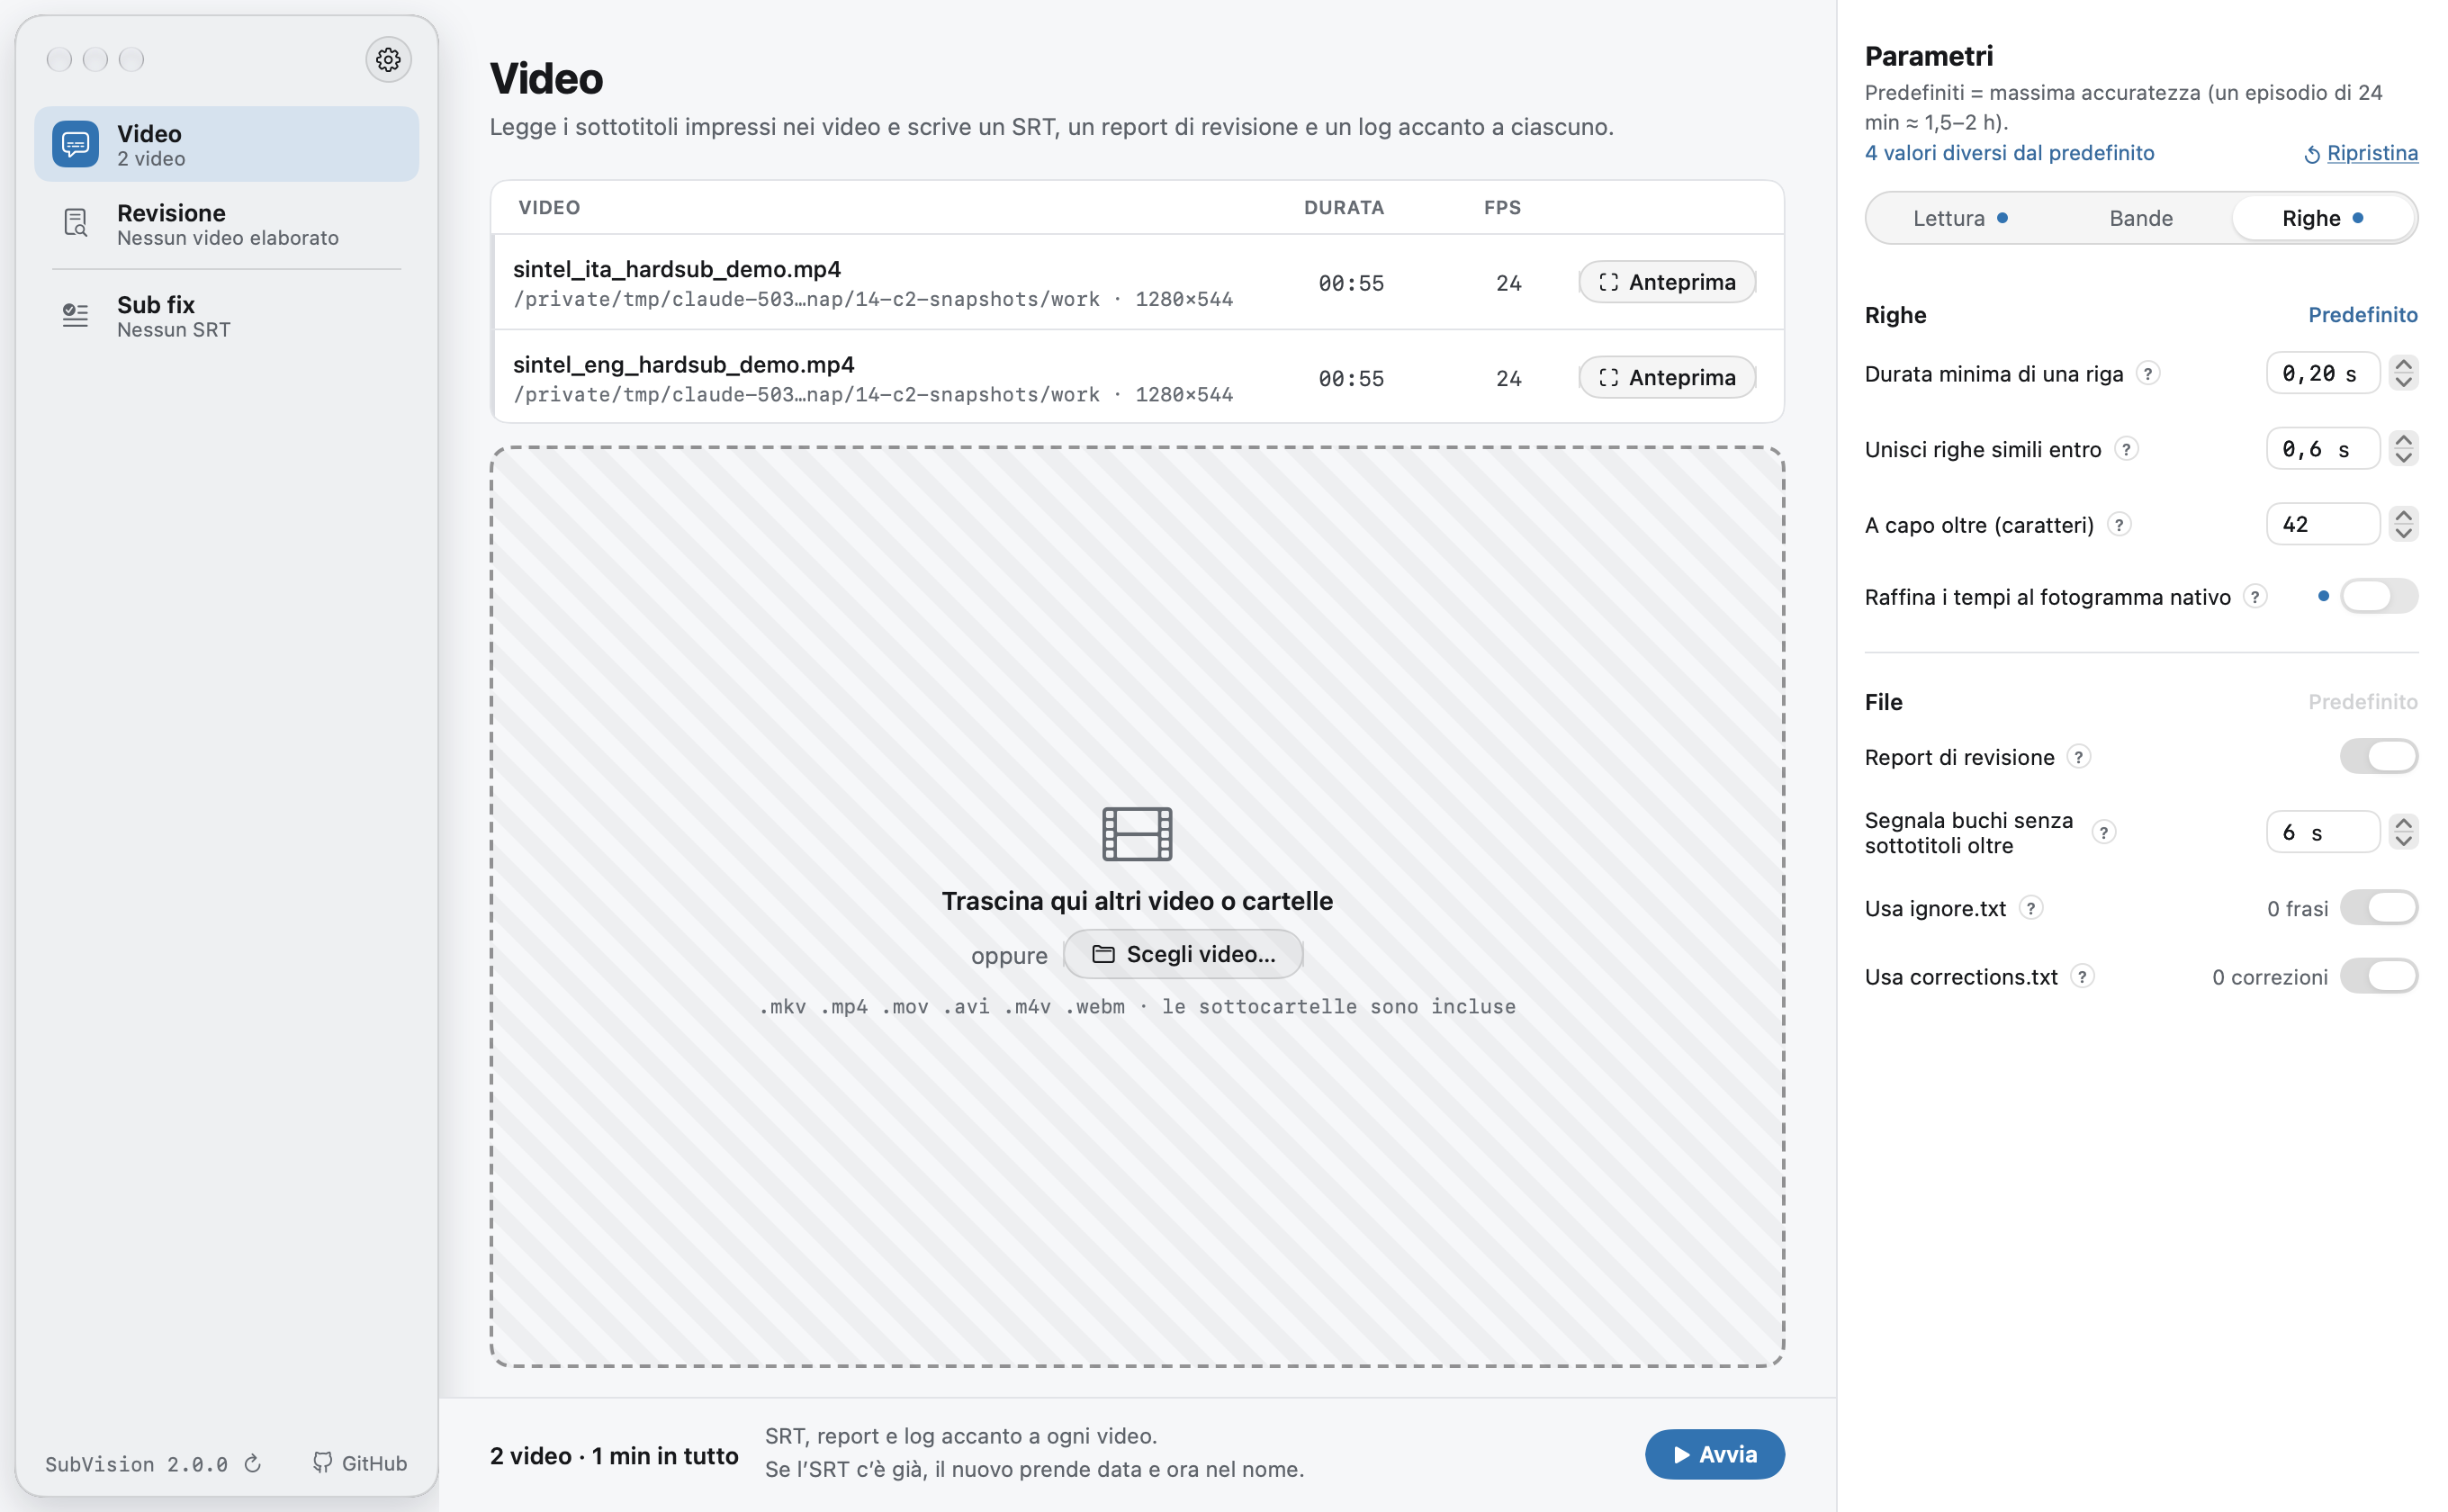 Video
2 video
Revisione
Nessun video elaborato
Sub fix
Nessun SRT
SubVision 2.0.0
GitHub
Video
Legge i sottotitoli impressi nei video e scrive un SRT, un report di revisione e un log accanto a ciascuno.
VIDEO DURATA FPS
sintel_ita_hardsub_demo.mp4
/private/tmp/claude-503…nap/14-c2-snapshots/work · 1280×544
00:55 24 Anteprima
sintel_eng_hardsub_demo.mp4
/private/tmp/claude-503…nap/14-c2-snapshots/work · 1280×544
00:55 24 Anteprima
Trascina qui altri video o cartelle
oppure Scegli video...
.mkv .mp4 .mov .avi .m4v .webm · le sottocartelle sono incluse
2 video · 1 min in tutto
SRT, report e log accanto a ogni video.
Se l’SRT c’è già, il nuovo prende data e ora nel nome.
Avvia
Parametri
Predefiniti = massima accuratezza (un episodio di 24
min ≈ 1,5–2 h).
4 valori diversi dal predefinito Ripristina
Lettura Bande Righe
Righe Predefinito
Durata minima di una riga ? 0,20 s
Unisci righe simili entro ? 0,6 s
A capo oltre (caratteri) ? 42
Raffina i tempi al fotogramma nativo ?
File Predefinito
Report di revisione ?
Segnala buchi senza
sottotitoli oltre ? 6 s
Usa ignore.txt ? 0 frasi
Usa corrections.txt ? 0 correzioni